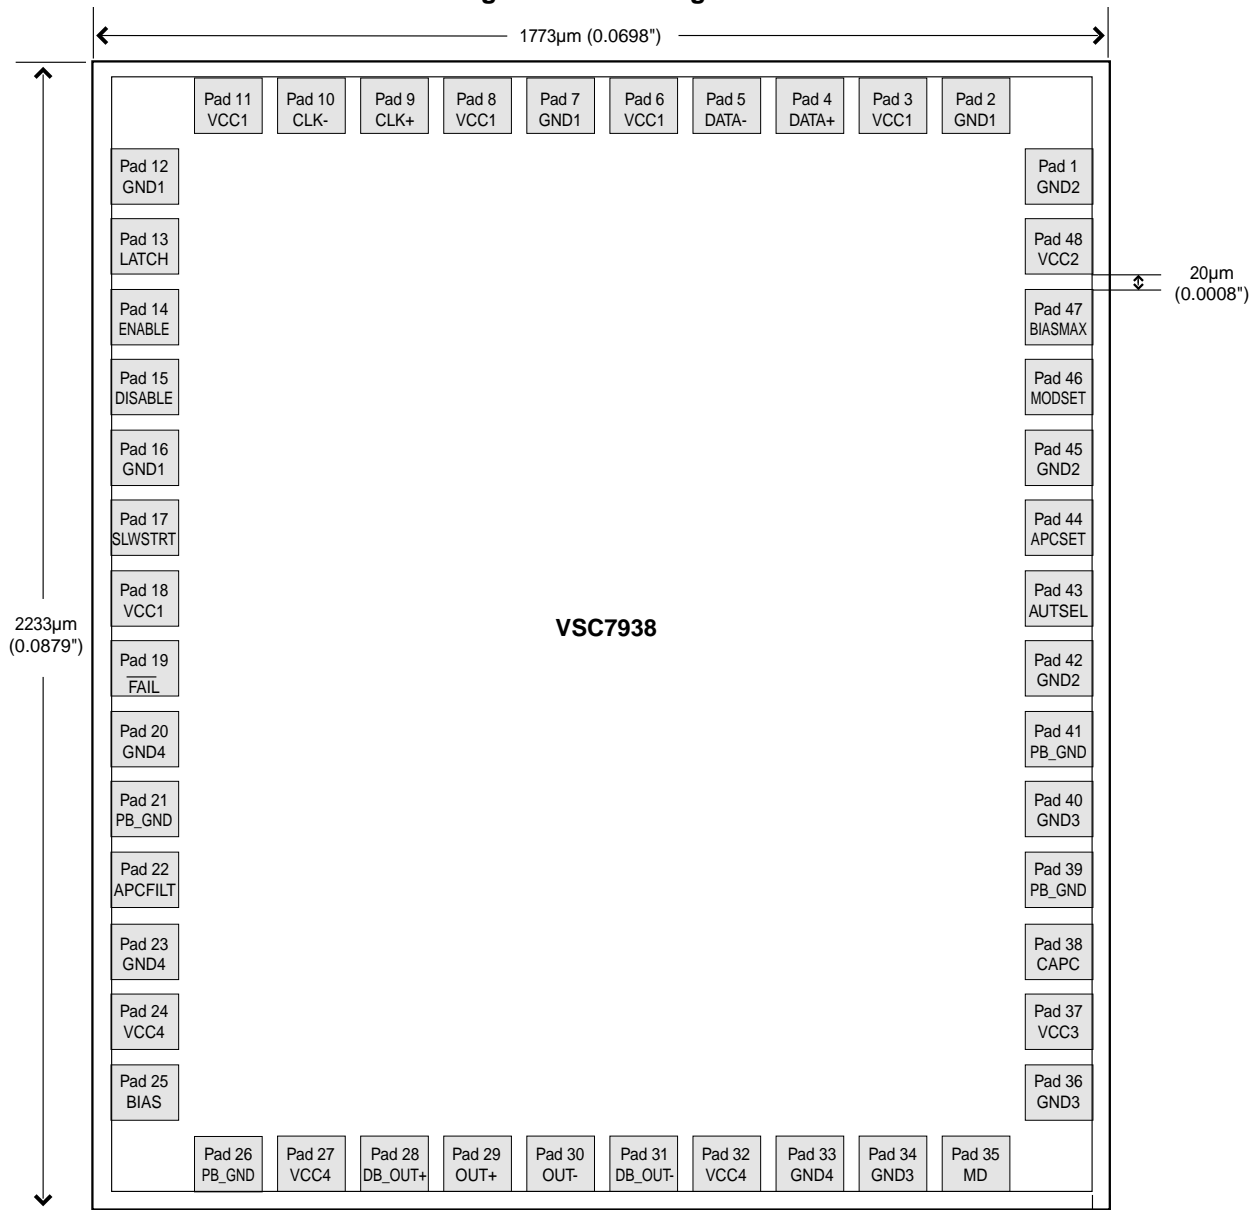 1773µm (0.0698")
Pad 11
VCC1
Pad 10
CLK-
Pad 9
CLK+
Pad 8
VCC1
Pad 7
GND1
Pad 6
VCC1
Pad 5
DATA-
Pad 4
DATA+
Pad 3
VCC1
Pad 2
GND1
Pad 12
GND1
Pad 1
GND2
Pad 13
LATCH
Pad 48
VCC2
20µm
(0.0008")
Pad 14
ENABLE
Pad 47
BIASMAX
Pad 15
DISABLE
Pad 46
MODSET
Pad 16
GND1
Pad 45
GND2
Pad 17
SLWSTRT
Pad 44
APCSET
Pad 18
VCC1
Pad 43
AUTSEL
2233µm
(0.0879")
VSC7938
Pad 19
FAIL
Pad 42
GND2
Pad 20
GND4
Pad 41
PB_GND
Pad 21
PB_GND
Pad 40
GND3
Pad 22
APCFILT
Pad 39
PB_GND
Pad 23
GND4
Pad 38
CAPC
Pad 24
VCC4
Pad 37
VCC3
Pad 25
BIAS
Pad 36
GND3
Pad 26
PB_GND
Pad 27
VCC4
Pad 28
DB_OUT+
Pad 29
OUT+
Pad 30
OUT-
Pad 31
DB_OUT-
Pad 32
VCC4
Pad 33
GND4
Pad 34
GND3
Pad 35
MD